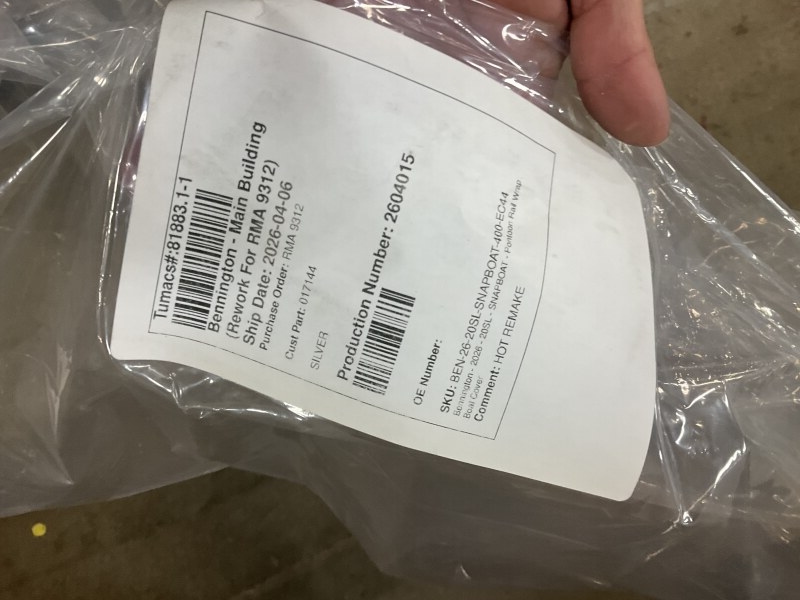 Tumacs#:81883.1-1
Bennington - Main Building
(Rework For RMA 9312)
Ship Date: 2026-04-06
Purchase Order: RMA 9312
Cust Part: 017144
SILVER
Production Number: 2604015
OE Number:
SKU: BEN-26-20SL-SNAPBOAT-400-EC44
Bennington - 2026 - 20SL - SNAPBOAT - Pontoon Rail Wrap
Boat Cover
Comment: HOT REMAKE